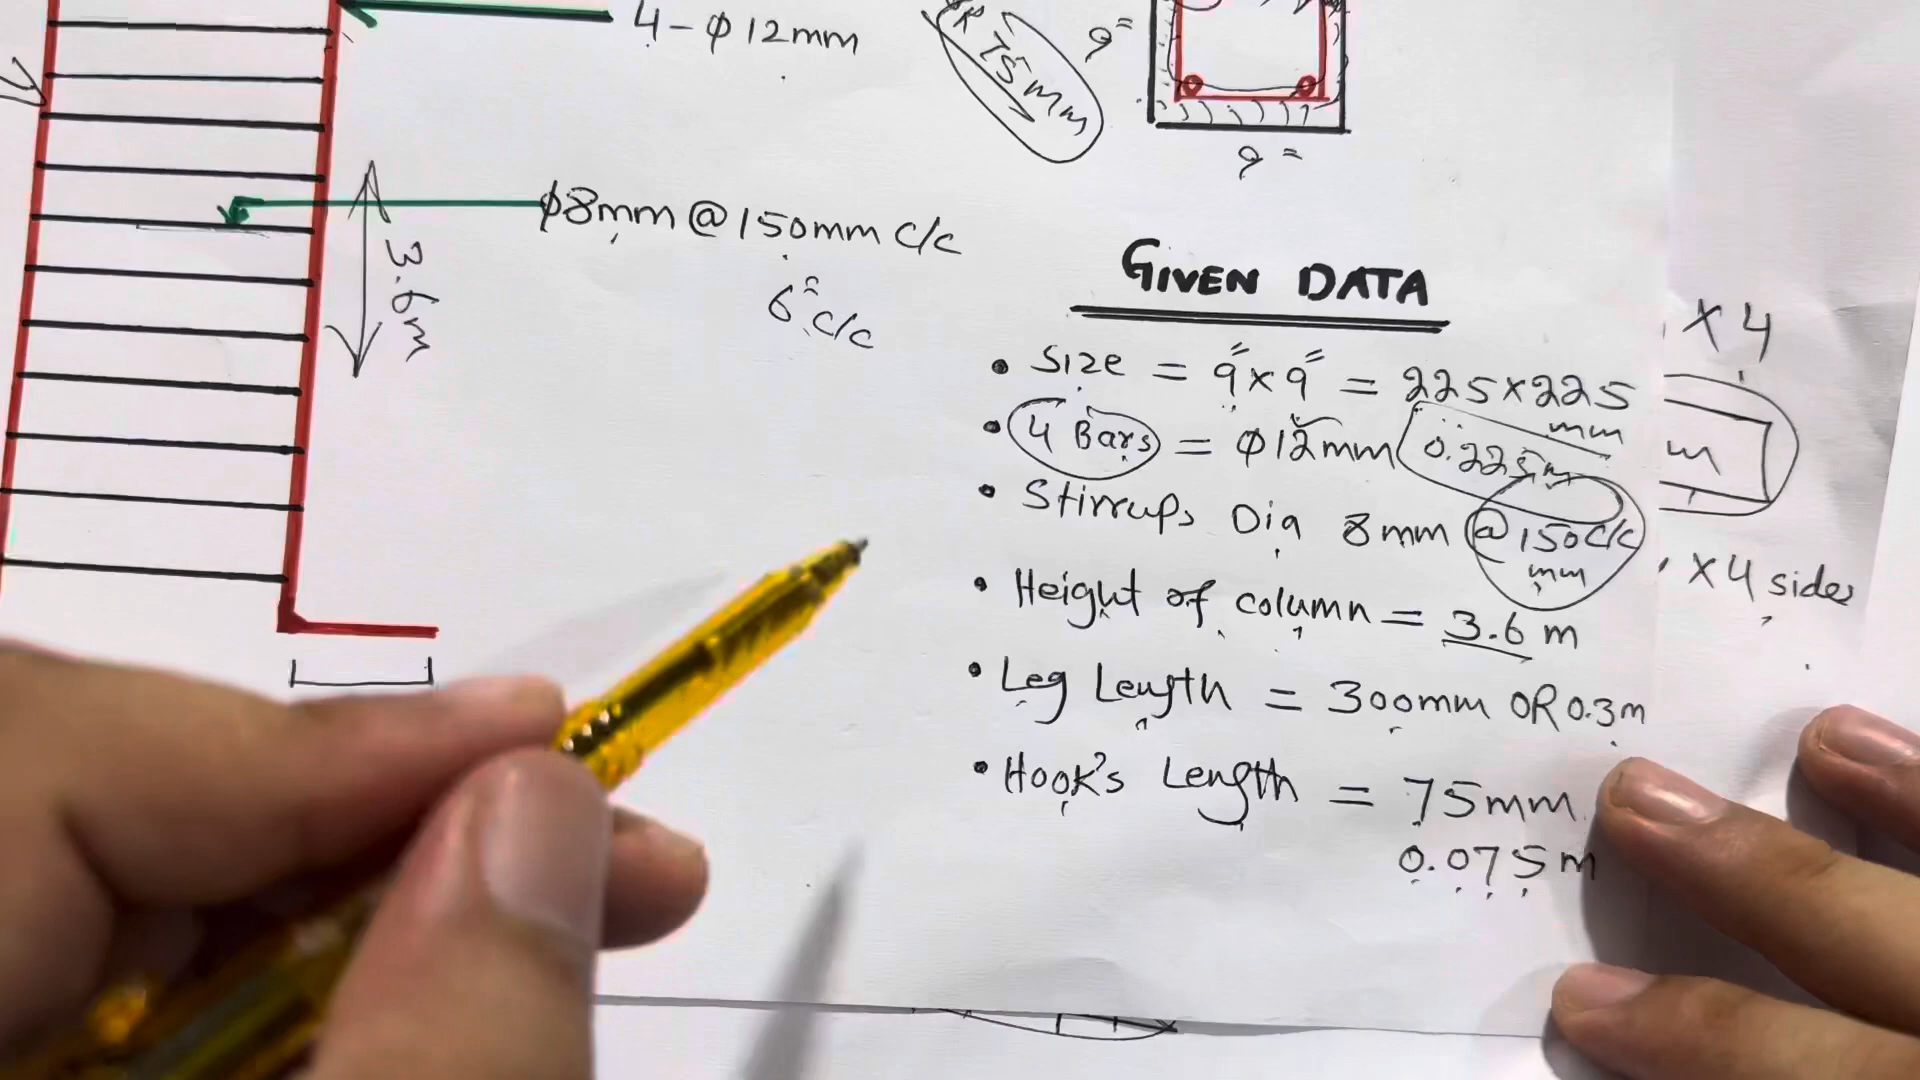 4-φ12mm
75mm
9"
9"
φ8mm@150mm c/c
6" c/c
3.6m
GIVEN DATA
• Size = 9"x9" = 225x225 mm
• 4 Bars = φ12mm
0.225m
• Stirrups Dia 8mm @150 c/c mm
• Height of column = 3.6 m
• Leg Length = 300mm OR 0.3m
• Hook's Length = 75mm
0.075m
x4
m
x4 sides